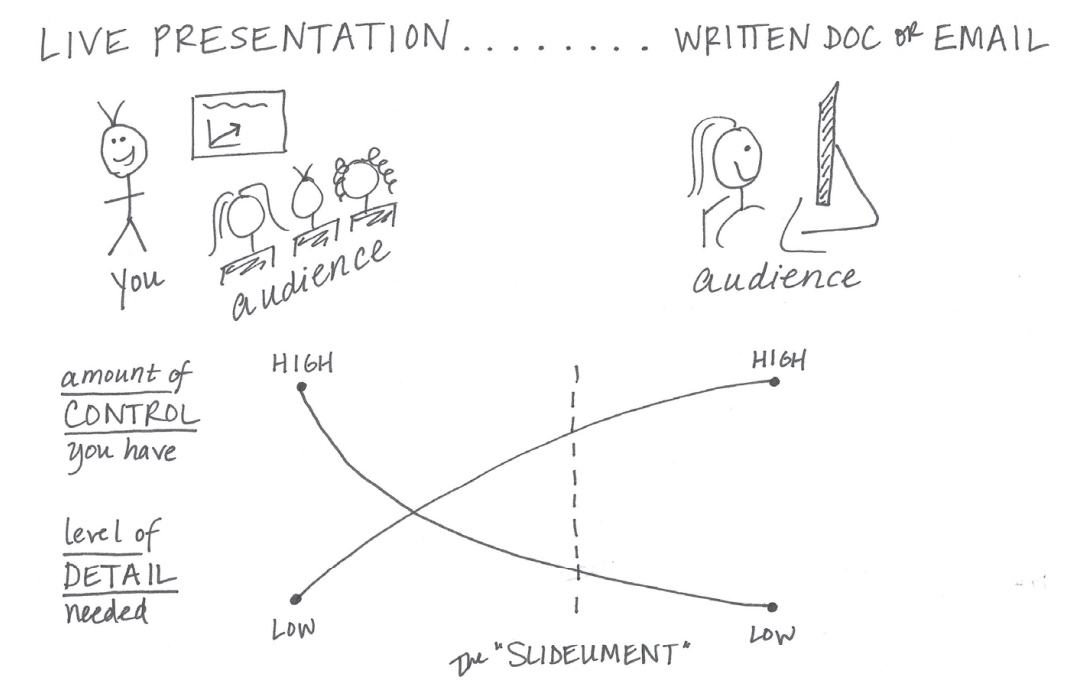 LIVE PRESENTATION........ WRITTEN DOC OR EMAIL
you
audience
audience
amount of
CONTROL
you have
HIGH
HIGH
level of
DETAIL
needed
LOW
LOW
The "SLIDEUMENT"